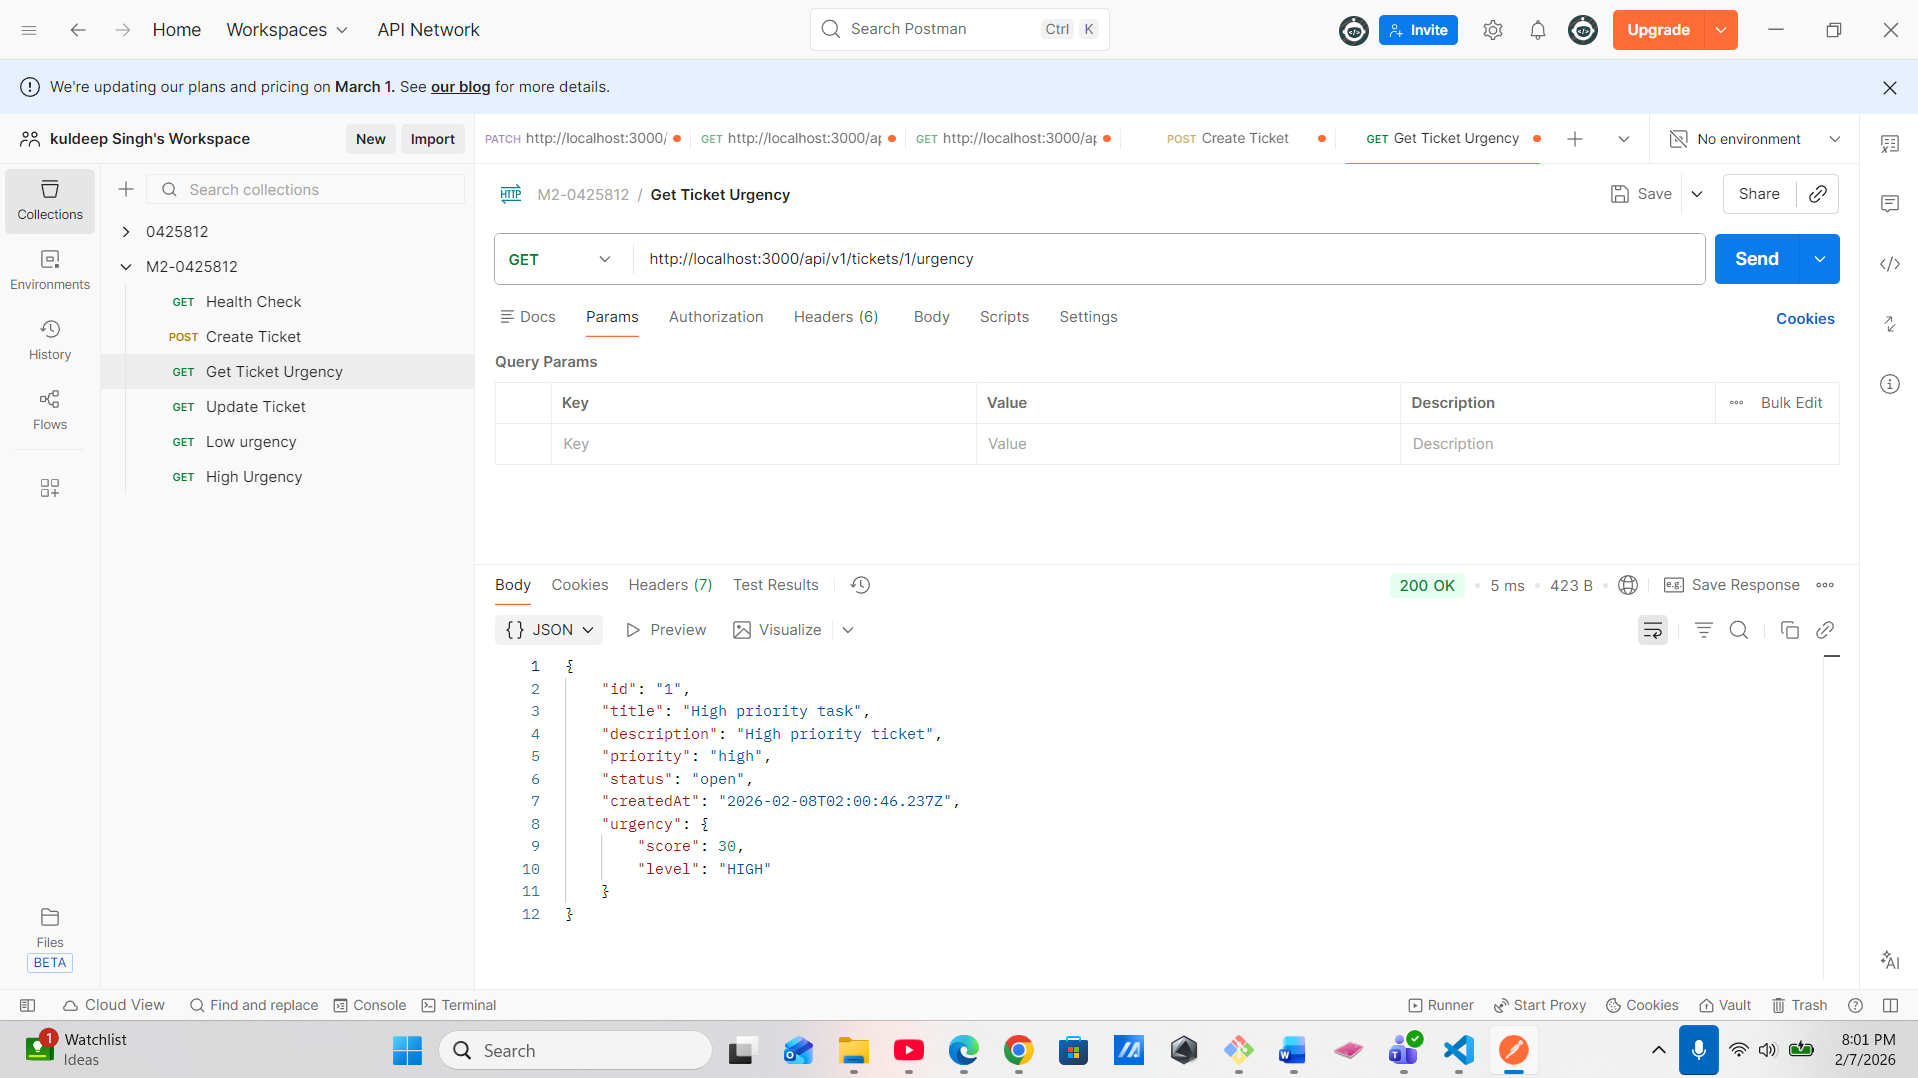 Home Workspaces API Network Search Postman Ctrl K Invite Upgrade
We're updating our plans and pricing on March 1. See our blog for more details.
kuldeep Singh's Workspace New Import
PATCH http://localhost:3000/ GET http://localhost:3000/ap GET http://localhost:3000/ap POST Create Ticket GET Get Ticket Urgency No environment
Collections
Environments
History
Flows
Files
BETA
Search collections
0425812
M2-0425812
GET Health Check
POST Create Ticket
GET Get Ticket Urgency
GET Update Ticket
GET Low urgency
GET High Urgency
HTTP M2-0425812 / Get Ticket Urgency Save Share
GET http://localhost:3000/api/v1/tickets/1/urgency Send
Docs Params Authorization Headers (6) Body Scripts Settings Cookies
Query Params
Key Value Description Bulk Edit
Key Value Description
Body Cookies Headers (7) Test Results 200 OK 5 ms 423 B e.g. Save Response
{} JSON Preview Visualize
1 {
2 "id": "1",
3 "title": "High priority task",
4 "description": "High priority ticket",
5 "priority": "high",
6 "status": "open",
7 "createdAt": "2026-02-08T02:00:46.237Z",
8 "urgency": {
9 "score": 30,
10 "level": "HIGH"
11 }
12 }
AI
Cloud View Find and replace Console Terminal Runner Start Proxy Cookies Vault Trash
1 Watchlist
Ideas
Search
8:01 PM
2/7/2026